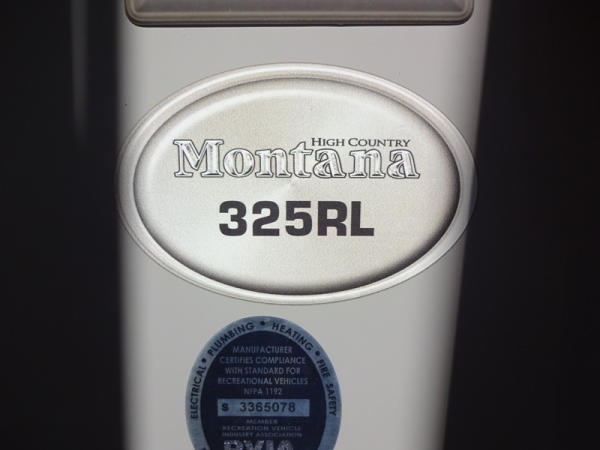 HIGH COUNTRY
Montana
325RL
ELECTRICAL • PLUMBING • HEATING • FIRE SAFETY
MANUFACTURER
CERTIFIES COMPLIANCE
WITH STANDARD FOR
RECREATIONAL VEHICLES
NFPA 1192
S 3365078
MEMBER
RECREATION VEHICLE
INDUSTRY ASSOCIATION
RVIA